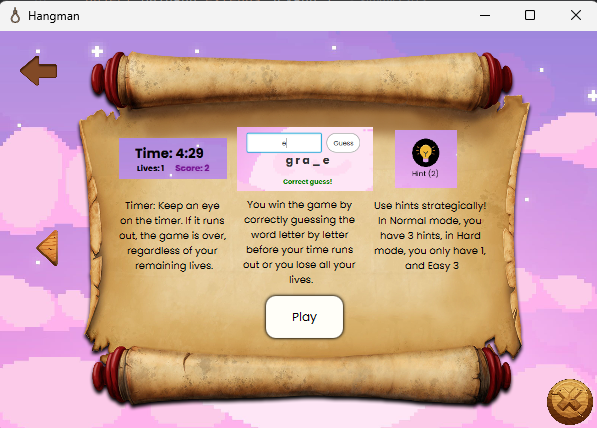 Hangman
Time: 4:29
Lives: 1 Score: 2
e
Guess
g r a _ e
Correct guess!
Hint (2)
Timer: Keep an eye
on the timer. If it runs
out, the game is over,
regardless of your
remaining lives.
You win the game by
correctly guessing the
word letter by letter
before your time runs
out or you lose all your
lives.
Use hints strategically!
In Normal mode, you
have 3 hints, in Hard
mode, you only have 1,
and Easy 3
Play